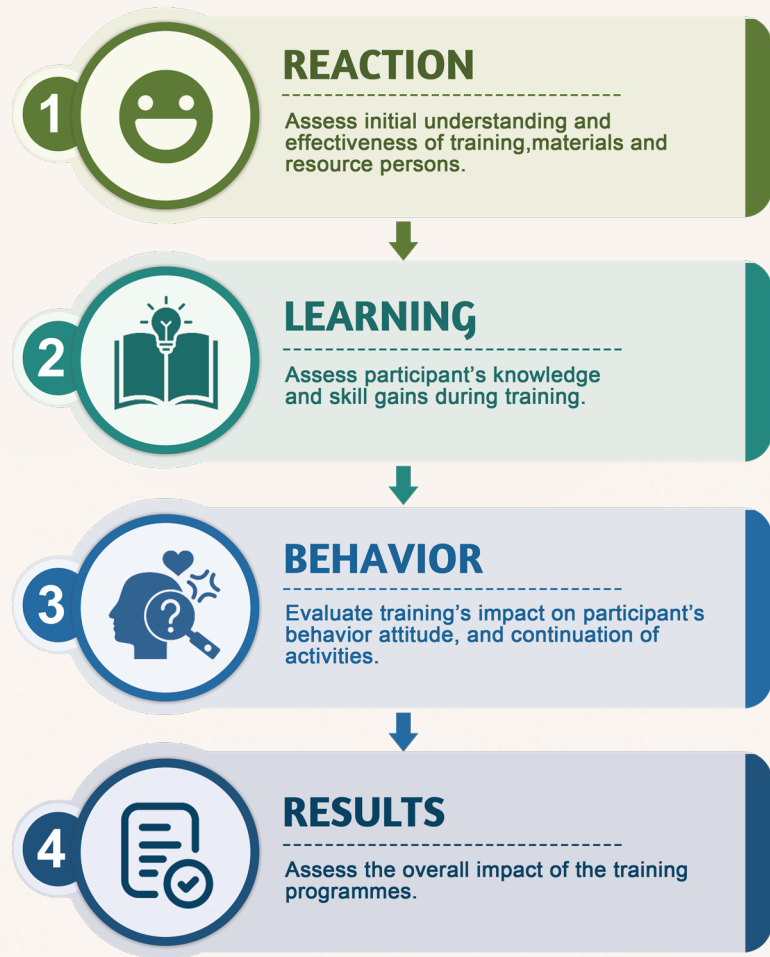 1
REACTION
Assess initial understanding and
effectiveness of training,materials and
resource persons.
2
LEARNING
Assess participant's knowledge
and skill gains during training.
3
?
BEHAVIOR
Evaluate training's impact on participant's
behavior attitude, and continuation of
activities.
4
RESULTS
Assess the overall impact of the training
programmes.